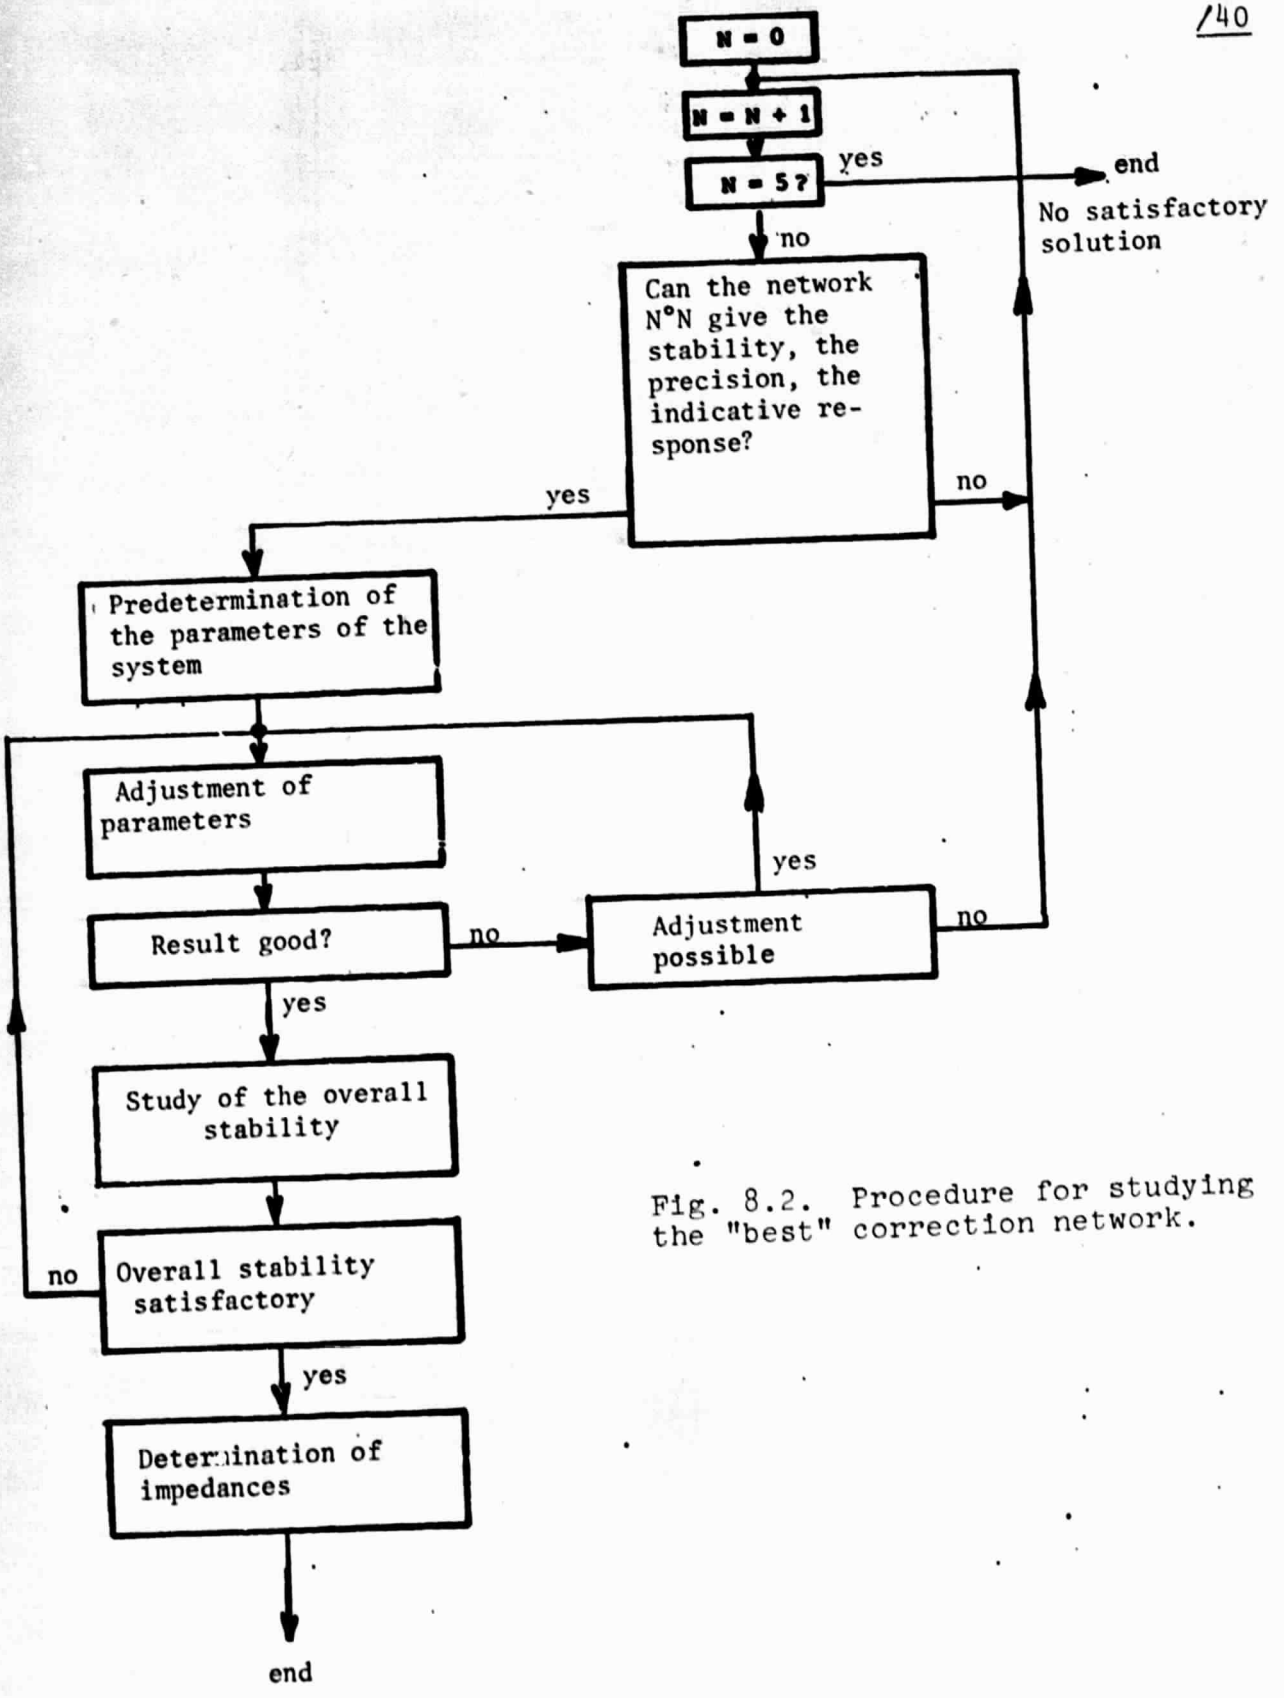 /40
N = 0
N = N + 1
N = 5?
yes
end
No satisfactory
solution
no
Can the network
N°N give the
stability, the
precision, the
indicative re-
sponse?
no
yes
Predetermination of
the parameters of the
system
Adjustment of
parameters
yes
Result good?
no
Adjustment
possible
no
yes
Study of the overall
stability
Fig. 8.2. Procedure for studying
the "best" correction network.
no
Overall stability
satisfactory
yes
Determination of
impedances
end